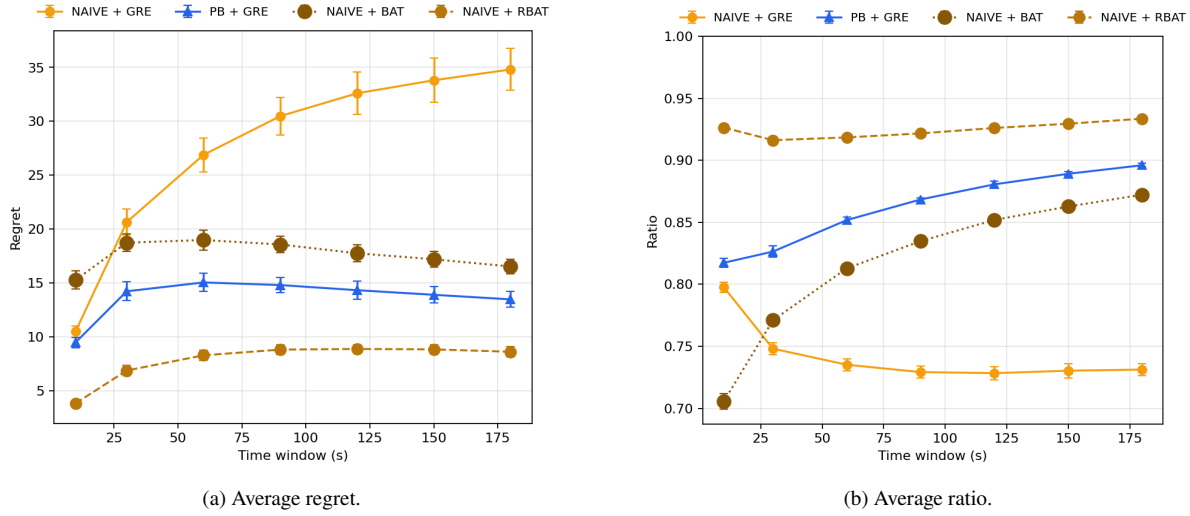 NAIVE + GRE PB + GRE NAIVE + BAT NAIVE + RBAT
35
30
25
20
15
10
5
Regret
25 50 75 100 125 150 175
Time window (s)
(a) Average regret.
NAIVE + GRE PB + GRE NAIVE + BAT NAIVE + RBAT
1.00
0.95
0.90
0.85
0.80
0.75
0.70
Ratio
25 50 75 100 125 150 175
Time window (s)
(b) Average ratio.